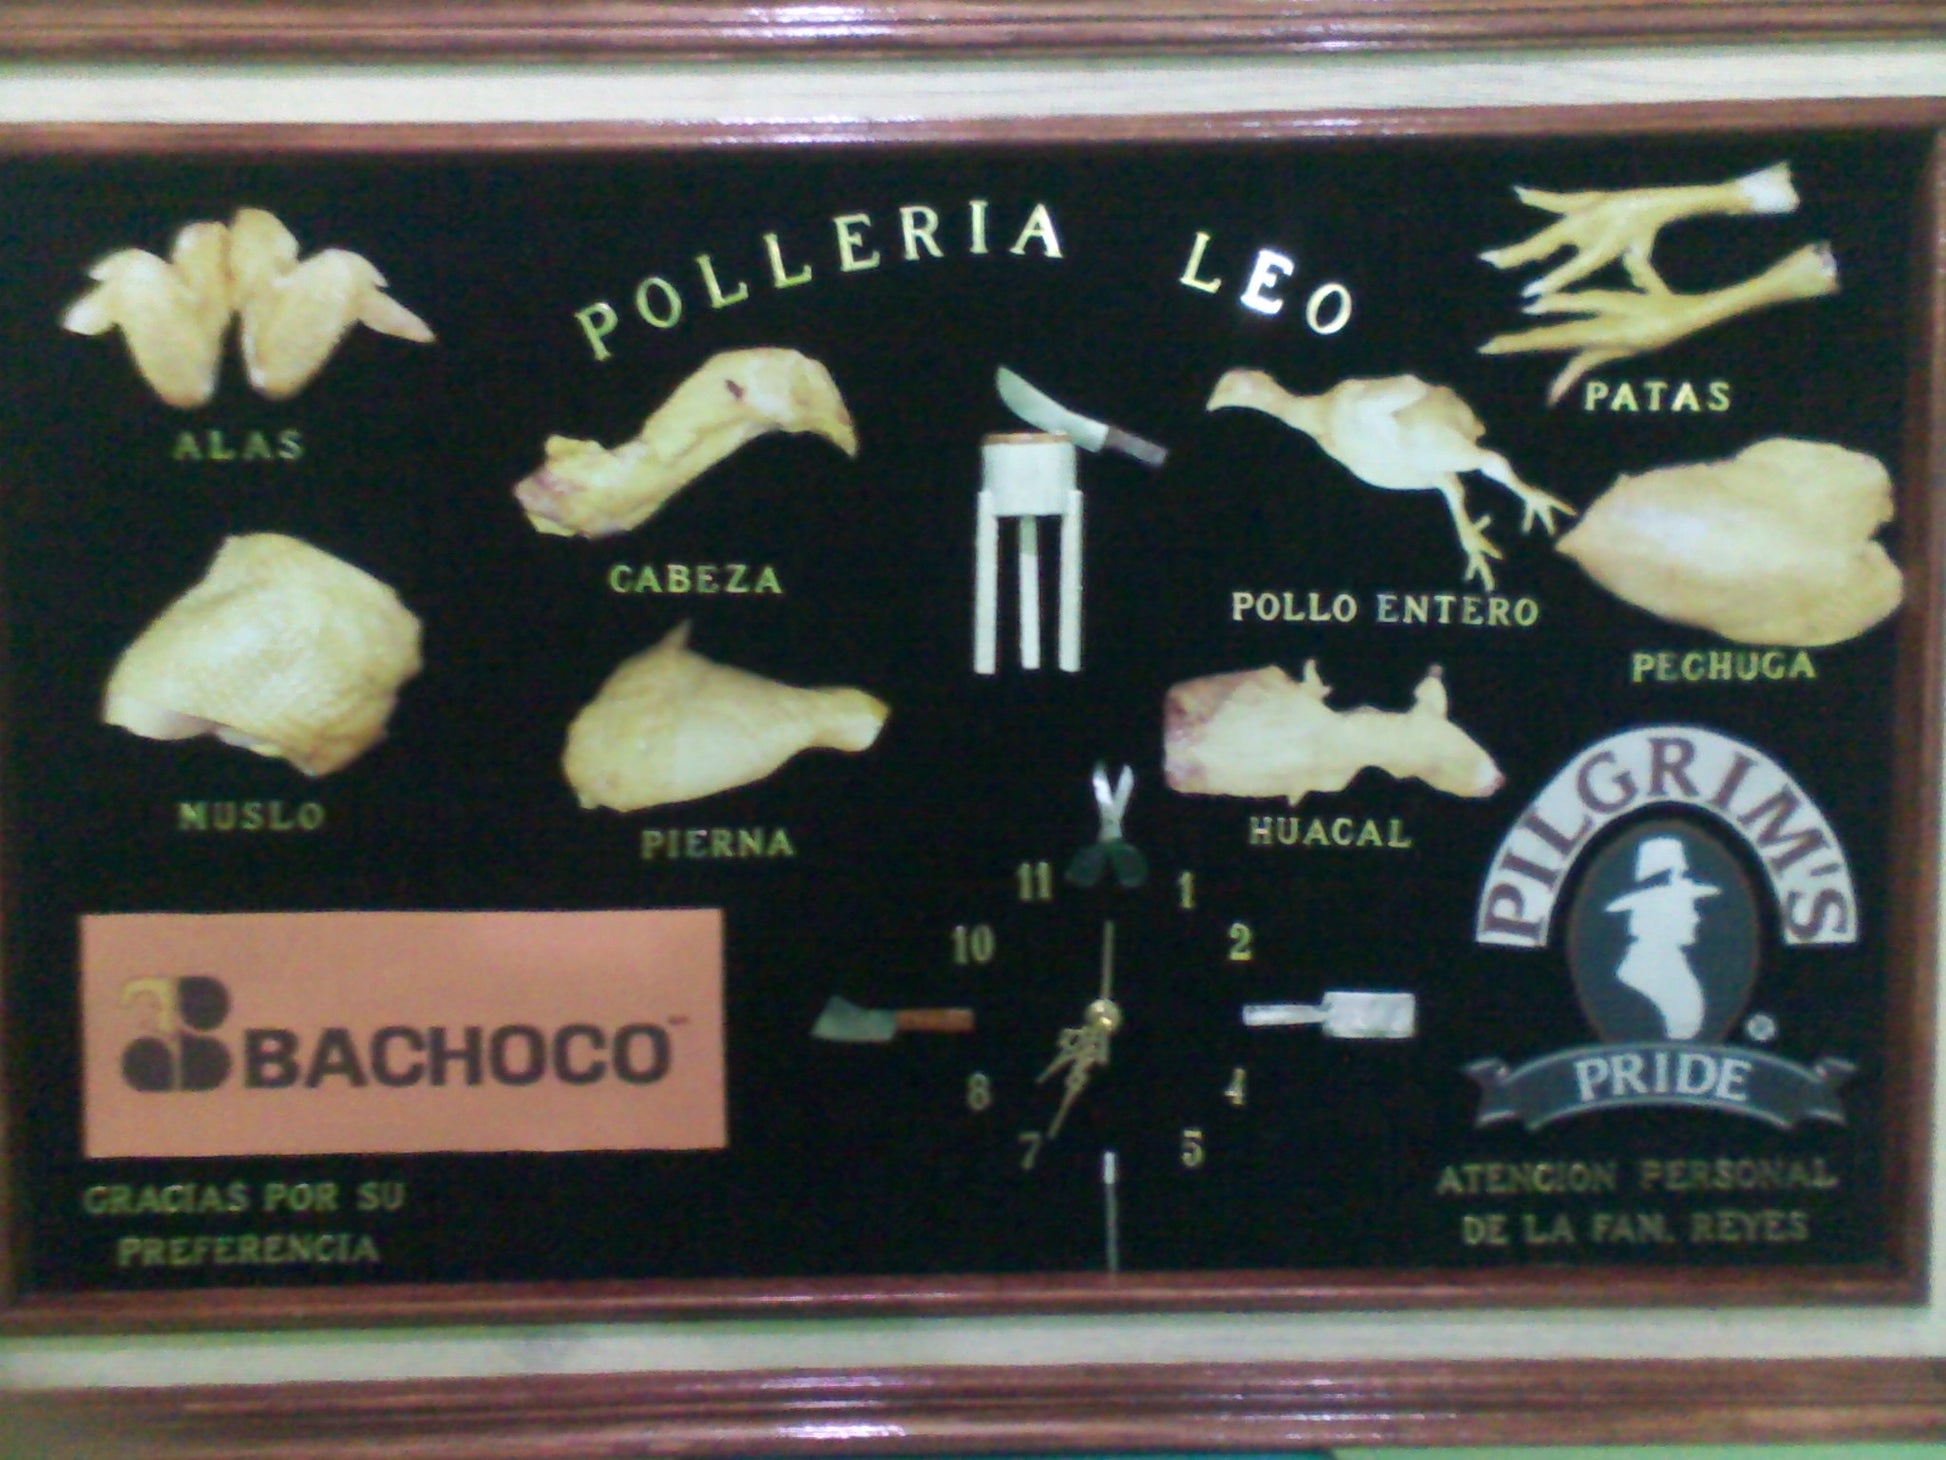 POLLERIA LEO
ALAS
CABEZA
POLLO ENTERO
PATAS
PECHUGA
MUSLO
PIERNA
HUACAL
11
1
10
2
8
4
7
5
BACHOCO
GRACIAS POR SU
PREFERENCIA
PILGRIM'S
PRIDE
®
ATENCION PERSONAL
DE LA FAN. REYES